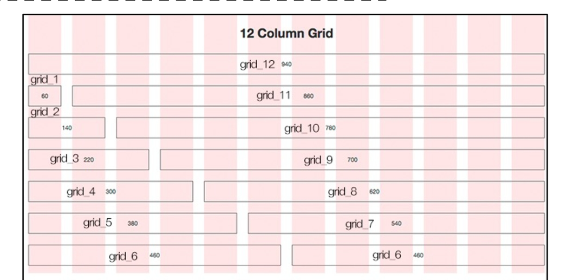 12 Column Grid
grid_12 940
grid_1
60 grid_11 860
grid_2
140 grid_10 780
grid_3 220 grid_9 700
grid_4 300 grid_8 620
grid_5 380 grid_7 540
grid_6 460 grid_6 460